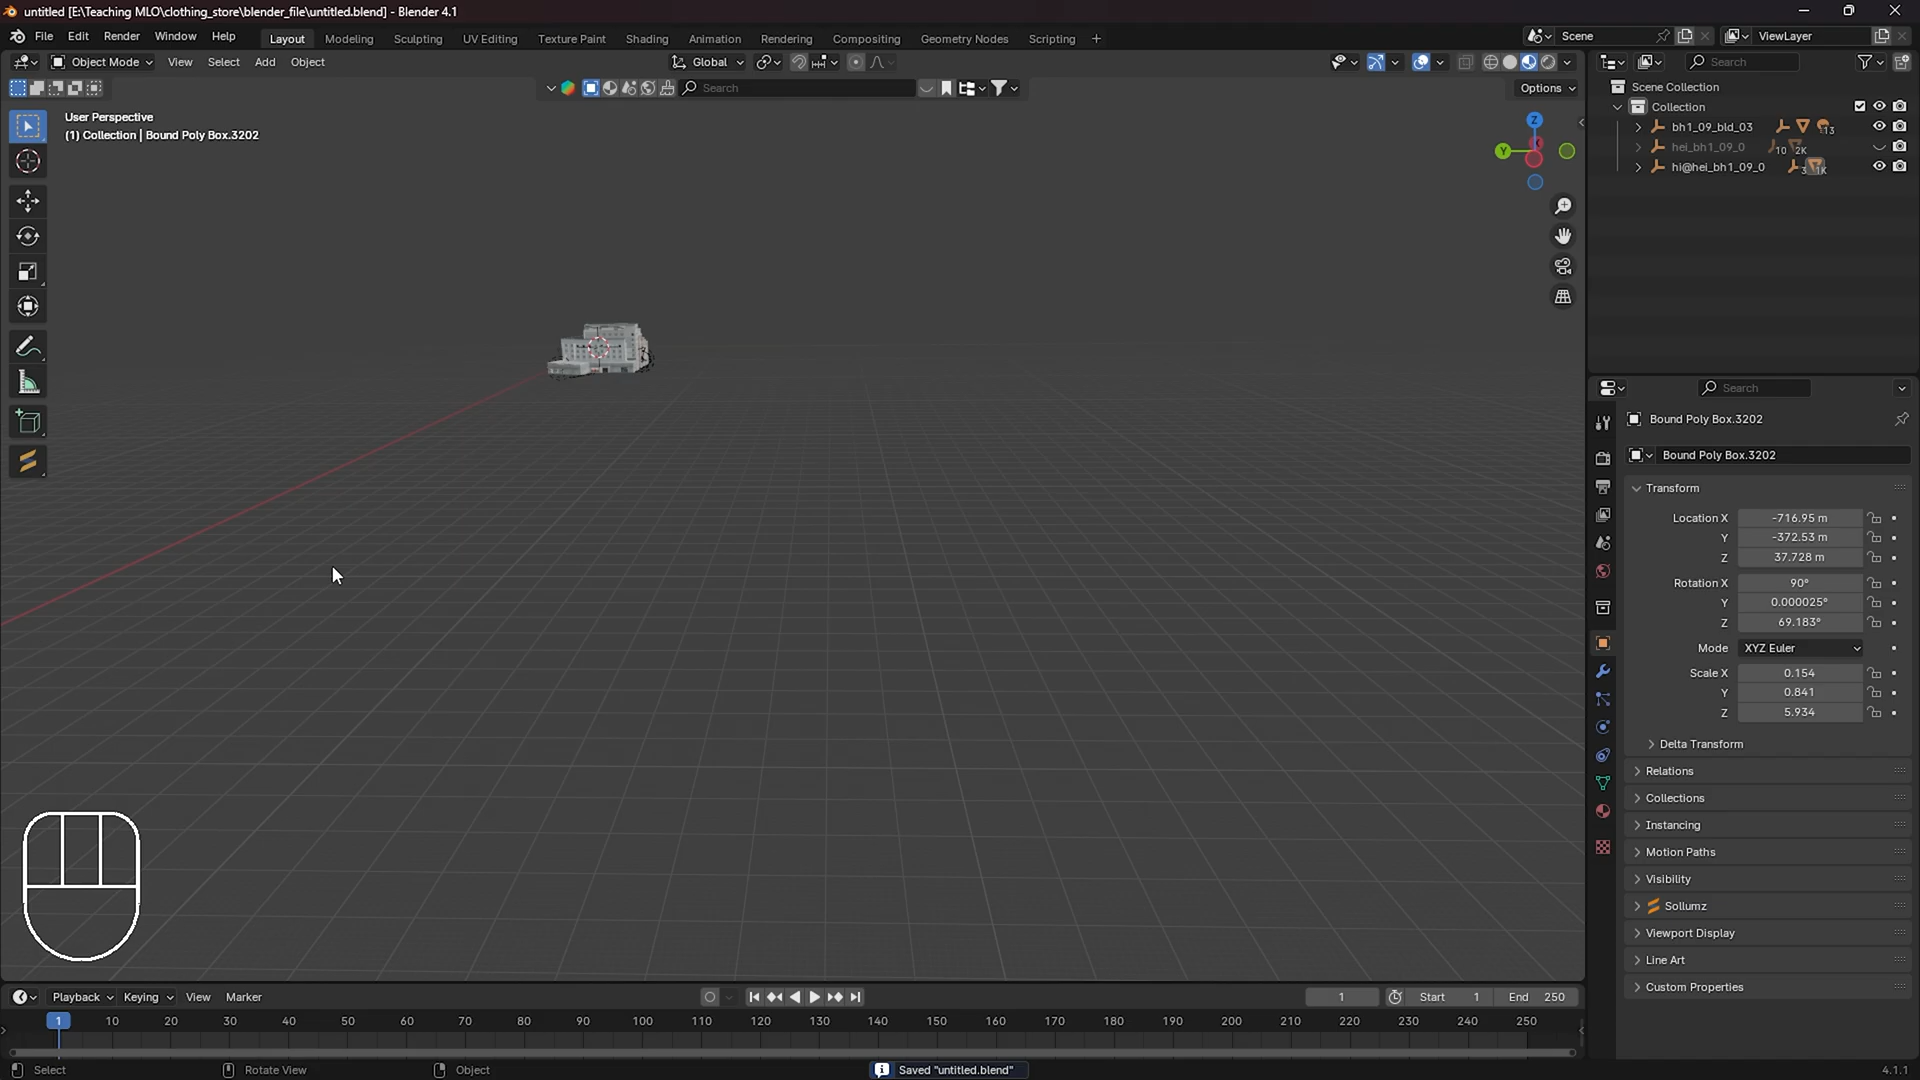 untitled [E:\Teaching MLO\clothing_store\blender_file\untitled.blend] - Blender 4.1
File Edit Render Window Help
Layout Modeling Sculpting UV Editing Texture Paint Shading Animation Rendering Compositing Geometry Nodes Scripting +
Scene
ViewLayer
Object Mode View Select Add Object
Global
Search
Search
Options
User Perspective
(1) Collection | Bound Poly Box.3202
Z
Y
Scene Collection
Collection
bh1_09_bld_03 13
hei_bh1_09_0 10 2K
hi@hei_bh1_09_0 3 1K
Search
Bound Poly Box.3202
Bound Poly Box.3202
Transform
Location X -716.95 m
Y -372.53 m
Z 37.728 m
Rotation X 90°
Y 0.000025°
Z 69.183°
Mode XYZ Euler
Scale X 0.154
Y 0.841
Z 5.934
Delta Transform
Relations
Collections
Instancing
Motion Paths
Visibility
Sollumz
Viewport Display
Line Art
Custom Properties
Playback Keying View Marker
1 Start 1 End 250
1 10 20 30 40 50 60 70 80 90 100 110 120 130 140 150 160 170 180 190 200 210 220 230 240 250
Select Rotate View Object Saved "untitled.blend" 4.1.1